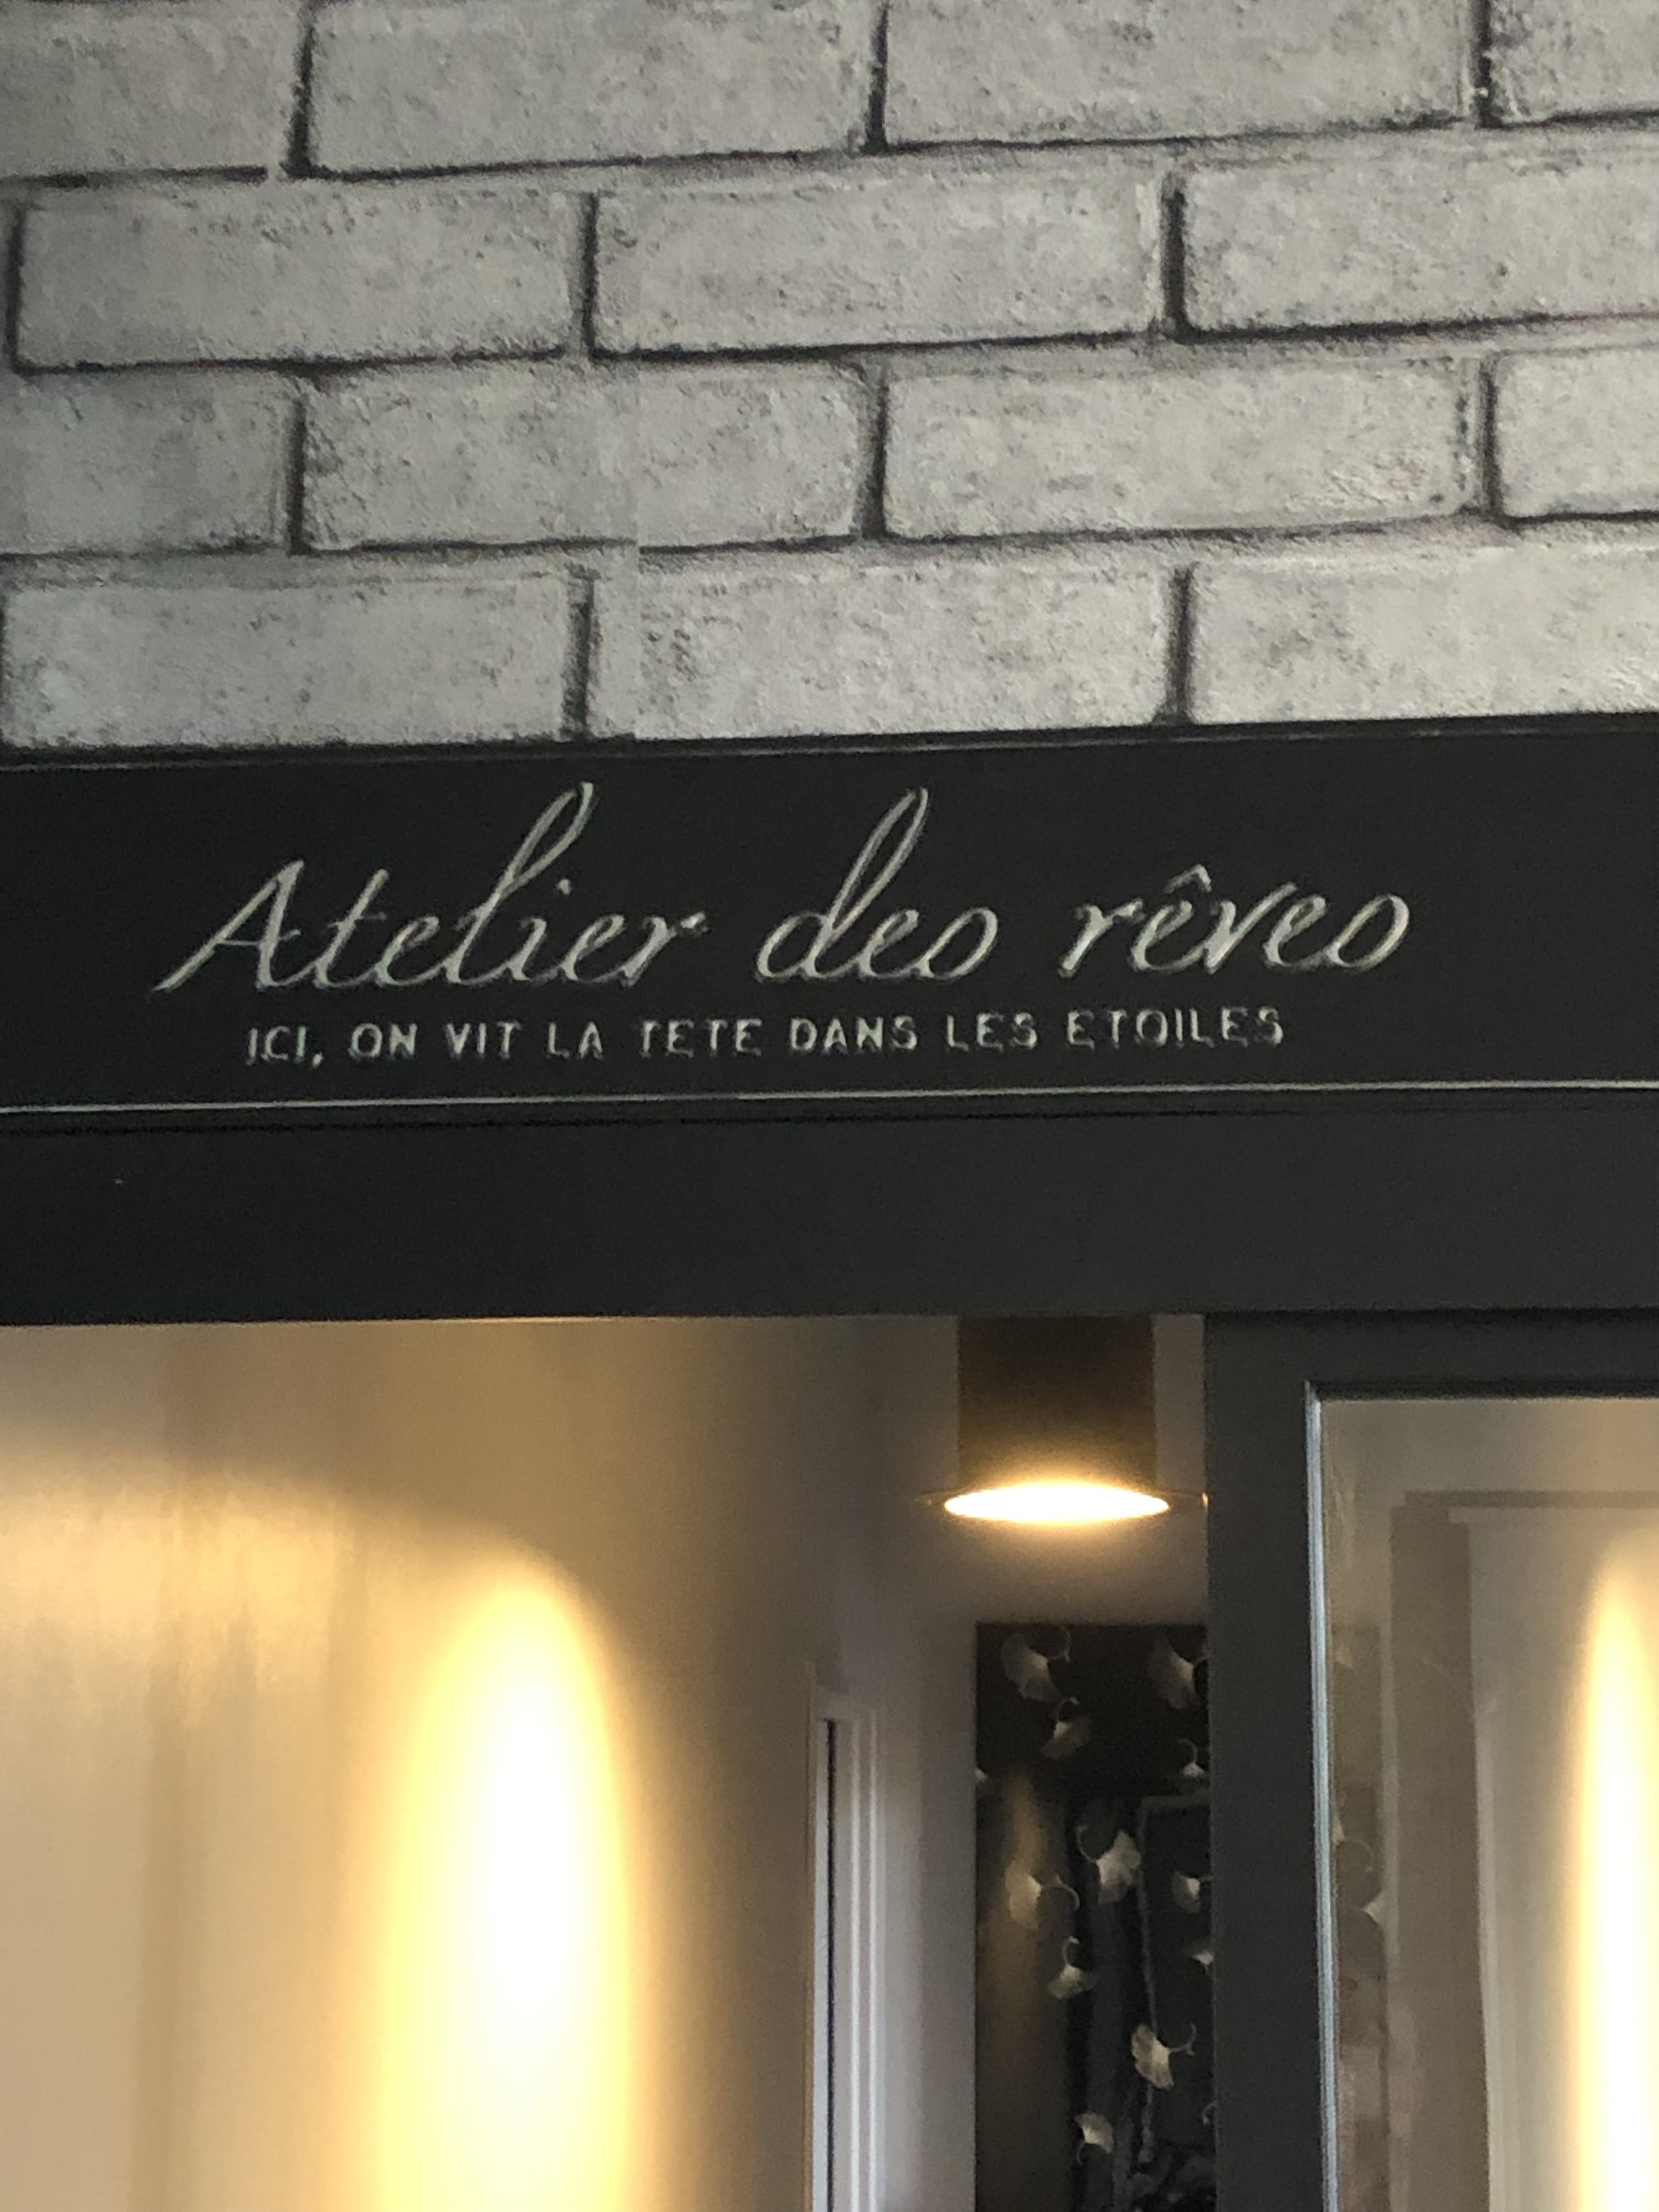 Atelier des rêves
ICI, ON VIT LA TETE DANS LES ETOILES